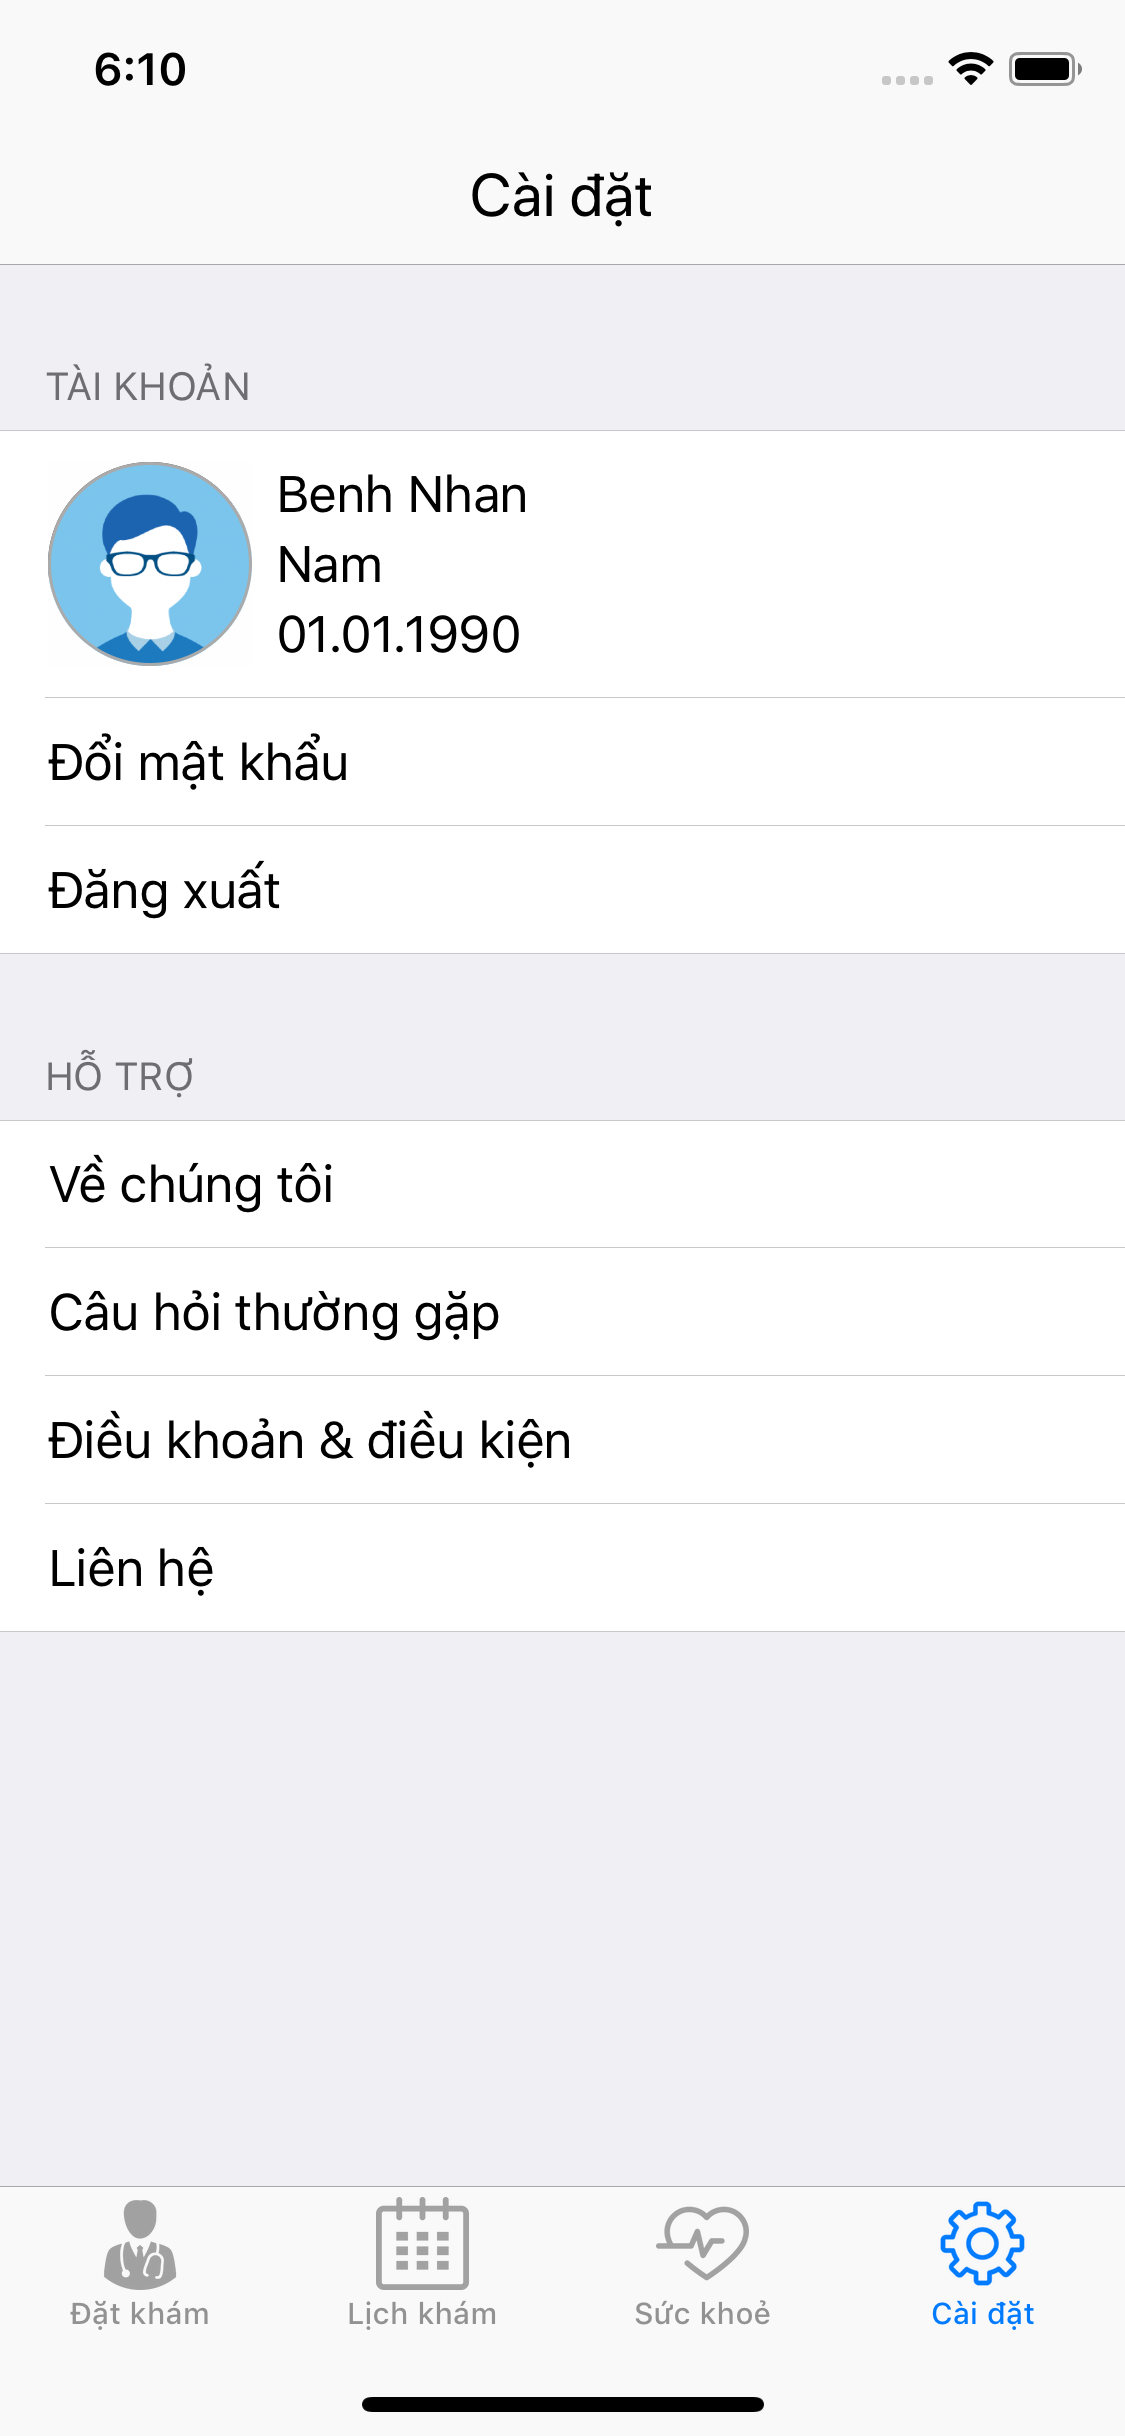 6:10
Cài đặt
TÀI KHOẢN
Benh Nhan
Nam
01.01.1990
Đổi mật khẩu
Đăng xuất
HỖ TRỢ
Về chúng tôi
Câu hỏi thường gặp
Điều khoản & điều kiện
Liên hệ
Đặt khám
Lịch khám
Sức khoẻ
Cài đặt